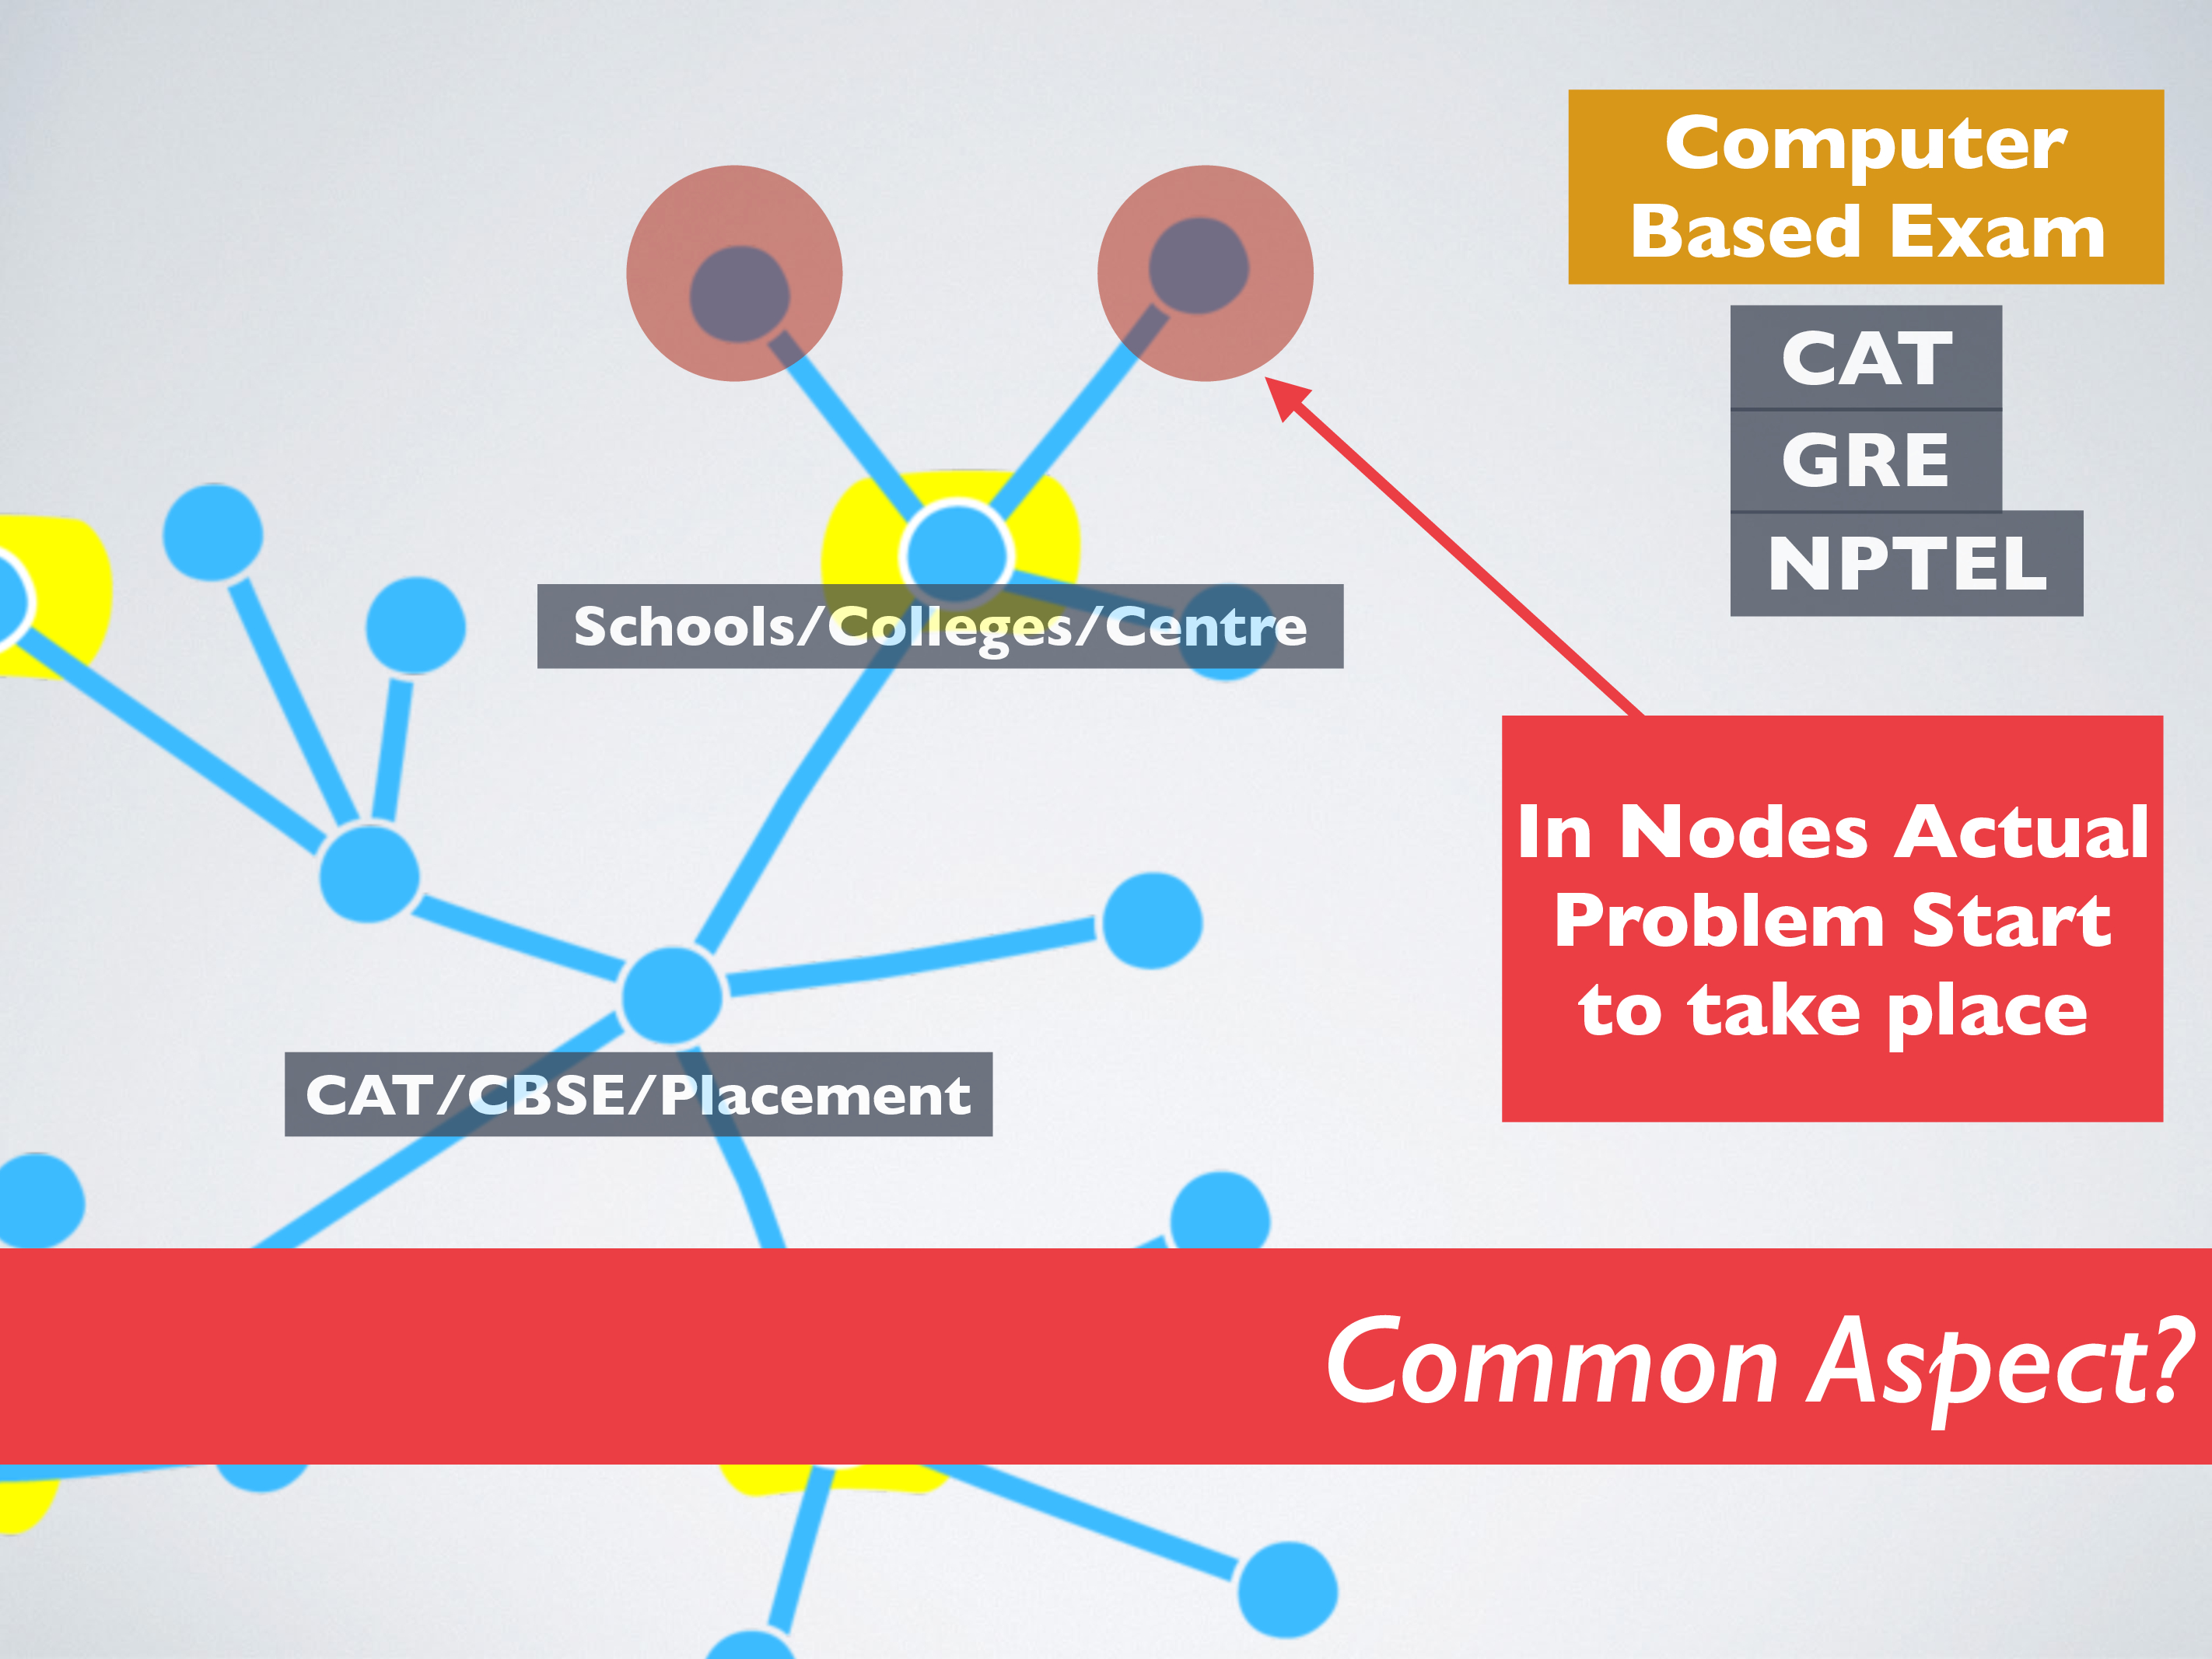 Computer
Based Exam
CAT
GRE
NPTEL
Schools/Colleges/Centre
In Nodes Actual
Problem Start
to take place
CAT/CBSE/Placement
Common Aspect?